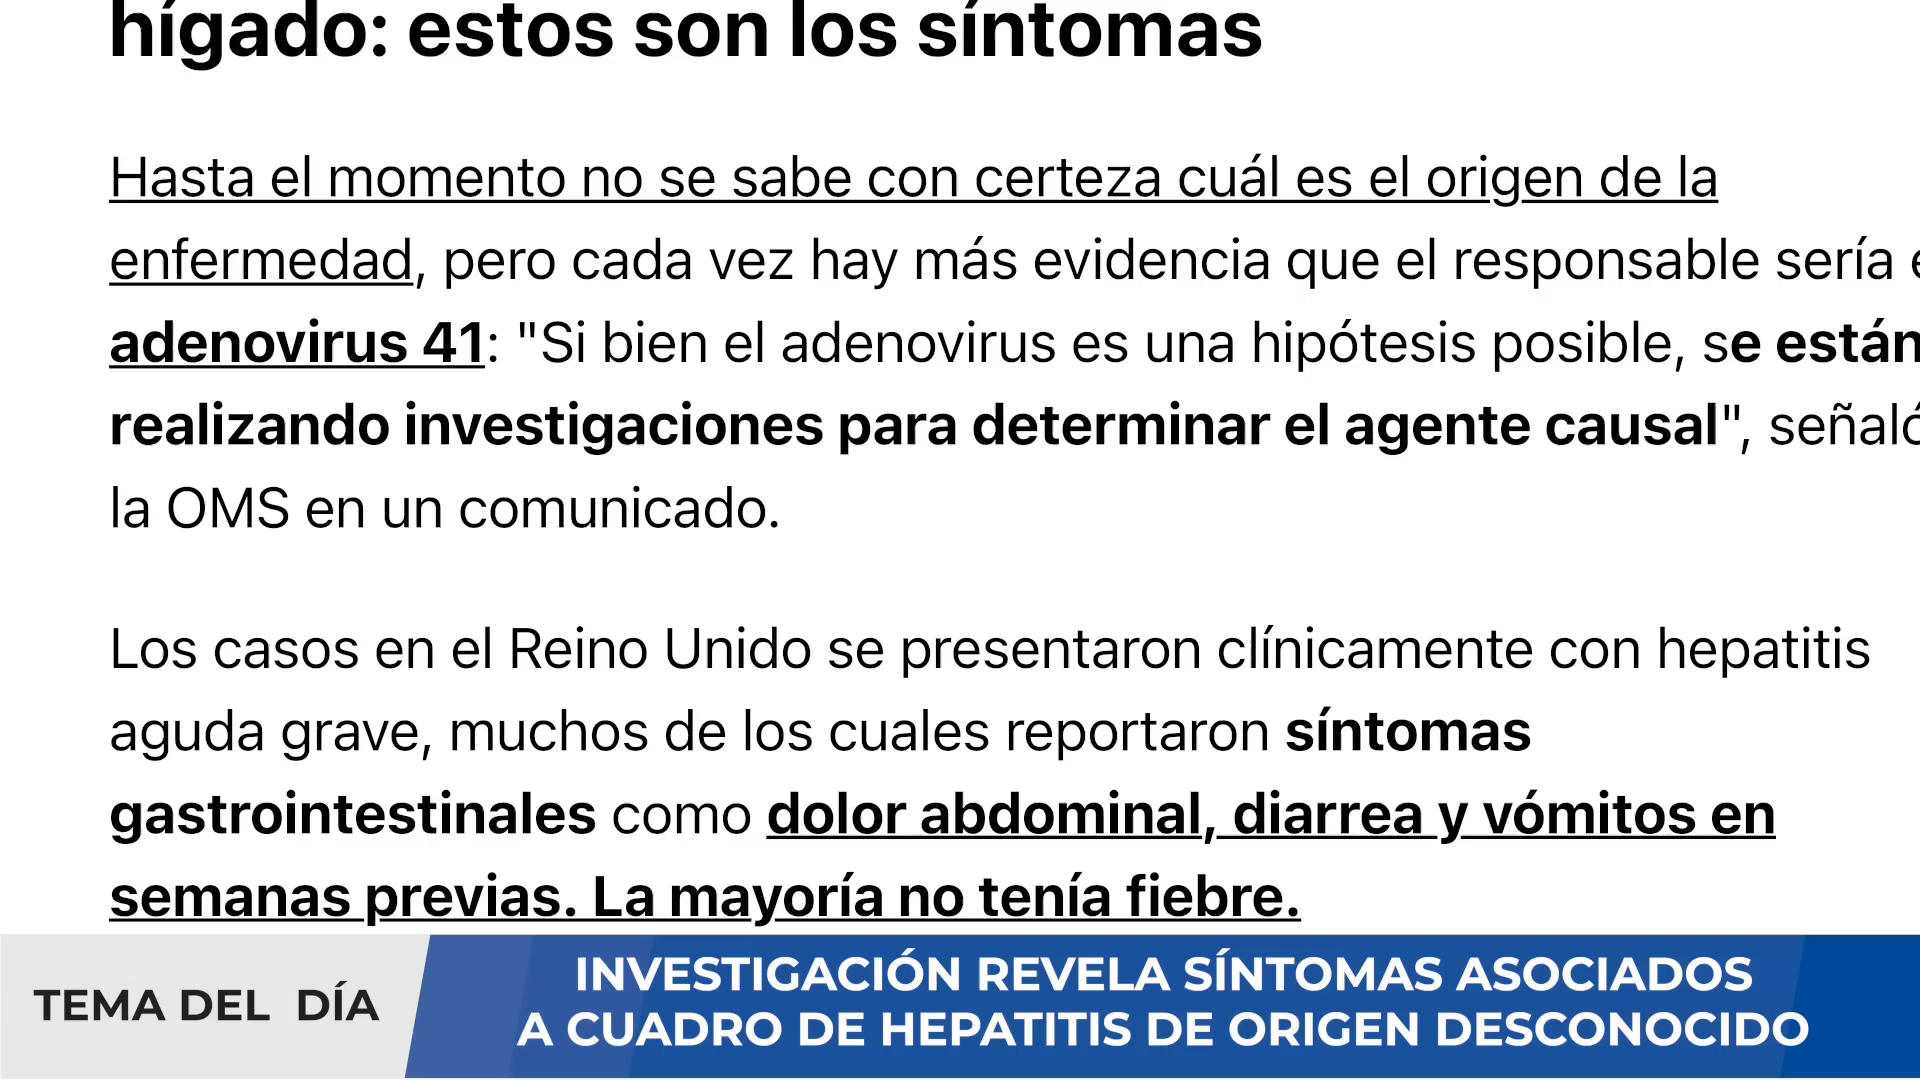 hígado: estos son los síntomas
Hasta el momento no se sabe con certeza cuál es el origen de la
enfermedad, pero cada vez hay más evidencia que el responsable sería
adenovirus 41: "Si bien el adenovirus es una hipótesis posible, se están
realizando investigaciones para determinar el agente causal", señaló
la OMS en un comunicado.
Los casos en el Reino Unido se presentaron clínicamente con hepatitis
aguda grave, muchos de los cuales reportaron síntomas
gastrointestinales como dolor abdominal, diarrea y vómitos en
semanas previas. La mayoría no tenía fiebre.
TEMA DEL DÍA
INVESTIGACIÓN REVELA SÍNTOMAS ASOCIADOS
A CUADRO DE HEPATITIS DE ORIGEN DESCONOCIDO